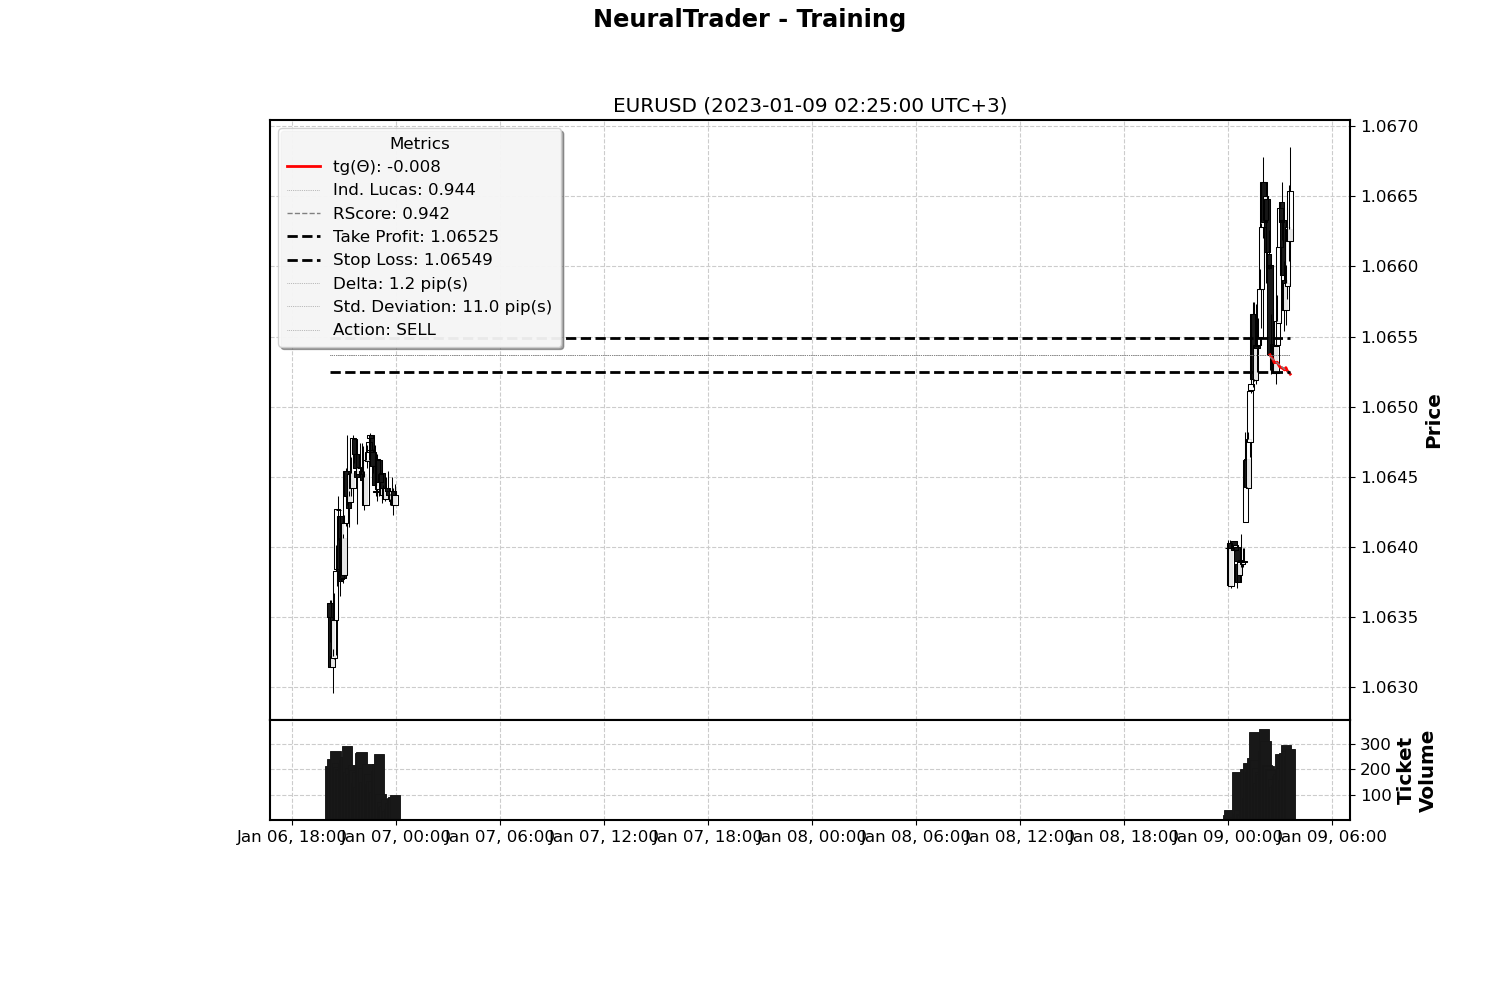 NeuralTrader - Training
EURUSD (2023-01-09 02:25:00 UTC+3)
Metrics
tg(Θ): -0.008
Ind. Lucas: 0.944
RScore: 0.942
Take Profit: 1.06525
Stop Loss: 1.06549
Delta: 1.2 pip(s)
Std. Deviation: 11.0 pip(s)
Action: SELL
1.0670
1.0665
1.0660
1.0655
1.0650
1.0645
1.0640
1.0635
1.0630
Price
300
200
100
Ticket
Volume
Jan 06, 18:00
Jan 07, 00:00
Jan 07, 06:00
Jan 07, 12:00
Jan 07, 18:00
Jan 08, 00:00
Jan 08, 06:00
Jan 08, 12:00
Jan 08, 18:00
Jan 09, 00:00
Jan 09, 06:00